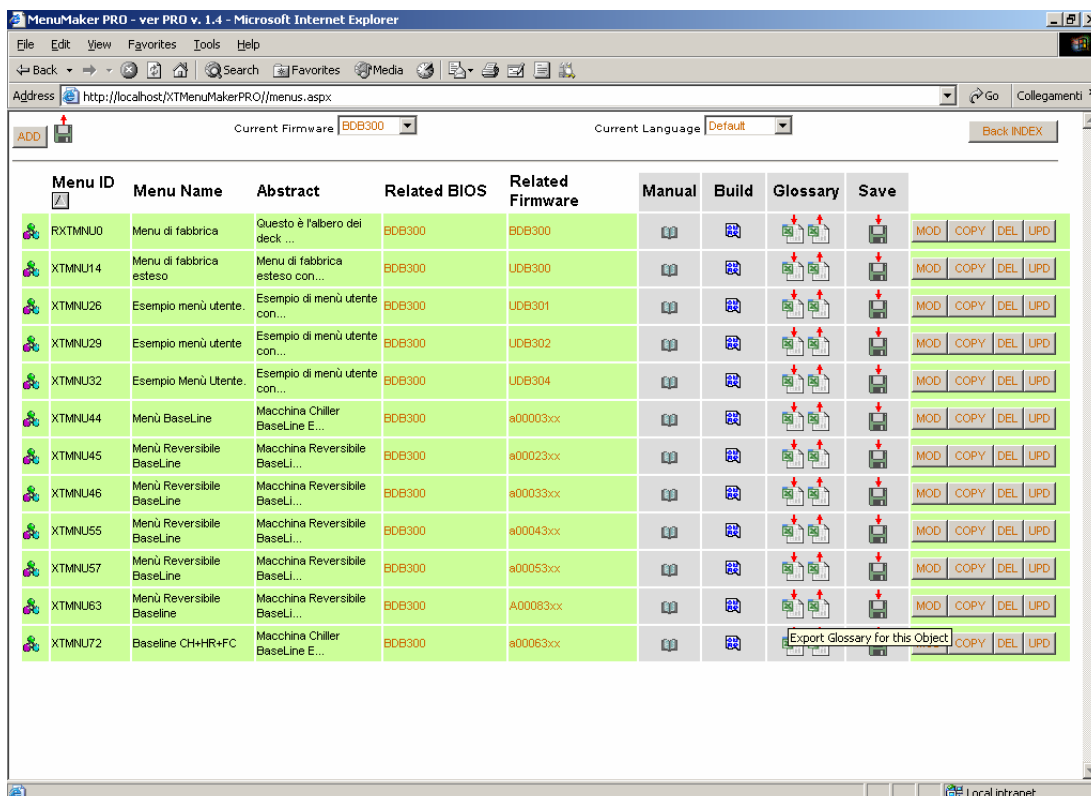 MenuMaker PRO - ver PRO v. 1.4 - Microsoft Internet Explorer
File Edit View Favorites Tools Help
Back Search Favorites Media
Address http://localhost/XTMenuMakerPRO//menus.aspx Go Collegamenti
ADD Current Firmware BDB300 Current Language Default Back INDEX
Menu ID Menu Name Abstract Related BIOS Related Firmware Manual Build Glossary Save
RXTMNU0 Menu di fabbrica Questo è l'albero dei deck ... BDB300 BDB300 MOD COPY DEL UPD
XTMNU14 Menu di fabbrica esteso Menu di fabbrica esteso con... BDB300 UDB300 MOD COPY DEL UPD
XTMNU26 Esempio menù utente. Esempio di menù utente con... BDB300 UDB301 MOD COPY DEL UPD
XTMNU29 Esempio menù utente Esempio di menù utente con... BDB300 UDB302 MOD COPY DEL UPD
XTMNU32 Esempio Menù Utente. Esempio di menù utente con... BDB300 UDB304 MOD COPY DEL UPD
XTMNU44 Menù BaseLine Macchina Chiller BaseLine E... BDB300 a00003xx MOD COPY DEL UPD
XTMNU45 Menù Reversibile BaseLine Macchina Reversibile BaseLi... BDB300 a00023xx MOD COPY DEL UPD
XTMNU46 Menù Reversibile BaseLine Macchina Reversibile BaseLi... BDB300 a00033xx MOD COPY DEL UPD
XTMNU55 Menù Reversibile BaseLine Macchina Reversibile BaseLi... BDB300 a00043xx MOD COPY DEL UPD
XTMNU57 Menù Reversibile BaseLine Macchina Reversibile BaseLi... BDB300 a00053xx MOD COPY DEL UPD
XTMNU63 Menù Reversibile Baseline Macchina Reversibile BaseLi... BDB300 A00083xx MOD COPY DEL UPD
XTMNU72 Baseline CH+HR+FC Macchina Chiller BaseLine E... BDB300 a00063xx COPY DEL UPD
Export Glossary for this Object
Local intranet